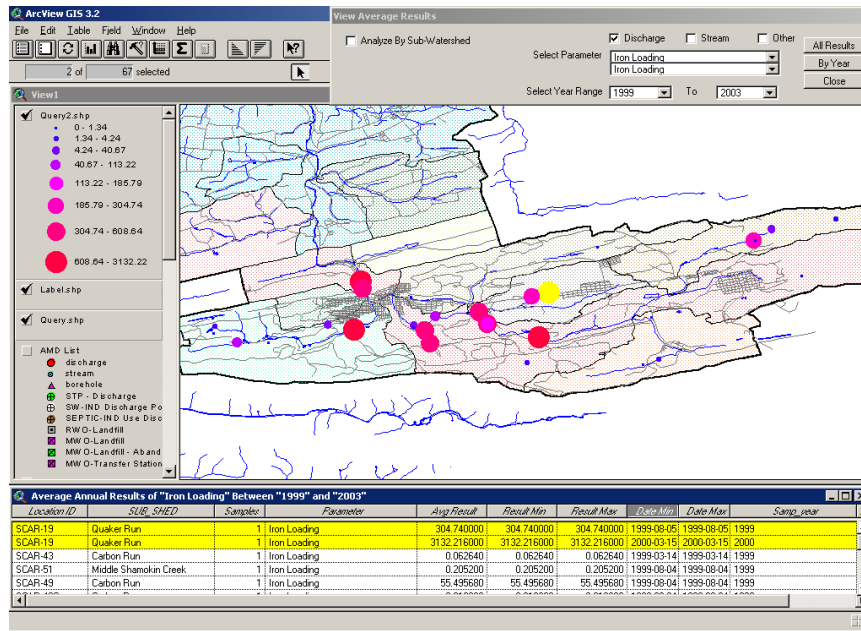 ArcView GIS 3.2
File Edit Table Field Window Help
2 of 67 selected
View Average Results
Analyze By Sub-Watershed
Discharge Stream Other
Select Parameter Iron Loading
Iron Loading
Select Year Range 1999 To 2003
All Results
By Year
Close
View1
Query2.shp
0 - 1.34
1.34 - 4.24
4.24 - 40.67
40.67 - 113.22
113.22 - 185.79
185.79 - 304.74
304.74 - 608.64
608.64 - 3132.22
Label.shp
Query.shp
AMD List
discharge
stream
borehole
STP - Discharge
SW-IND Discharge Po
SEPTIC-IND Use Disc
RWO-Landfill
MWO-Landfill
MWO-Landfill - Aband
MWO-Transfer Station
Average Annual Results of "Iron Loading" Between "1999" and "2003"
Location ID SUB_SHED Samples Parameter Avg Result Result Min Result Max Date Min Date Max Samp_year
SCAR-19 Quaker Run 1 Iron Loading 304.740000 304.740000 304.740000 1999-08-05 1999-08-05 1999
SCAR-19 Quaker Run 1 Iron Loading 3132.216000 3132.216000 3132.216000 2000-03-15 2000-03-15 2000
SCAR-43 Carbon Run 1 Iron Loading 0.062640 0.062640 0.062640 1999-03-14 1999-03-14 1999
SCAR-51 Middle Shamokin Creek 1 Iron Loading 0.205200 0.205200 0.205200 1999-08-04 1999-08-04 1999
SCAR-49 Carbon Run 1 Iron Loading 55.495680 55.495680 55.495680 1999-08-04 1999-08-04 1999